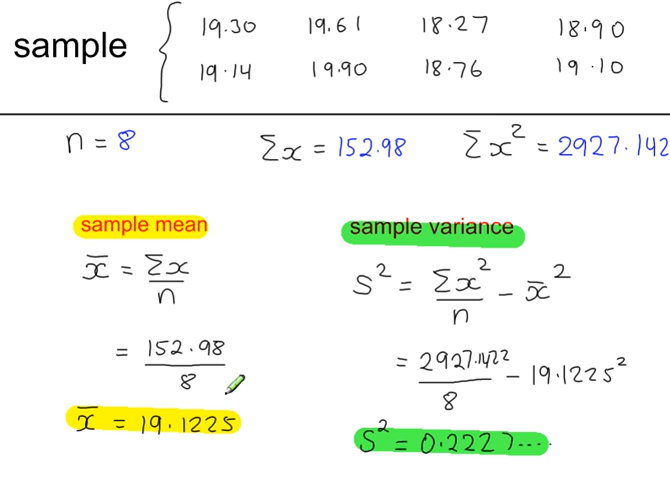 sample { 19.30 19.61 18.27 18.90
19.14 19.90 18.76 19.10
n = 8 Σx = 152.98 Σx² = 2927.142
sample mean sample variance
x̄ = Σx/n S² = Σx²/n − x̄²
= 152.98/8 = 2927.1422/8 − 19.1225²
x̄ = 19.1225 S² = 0.2227....